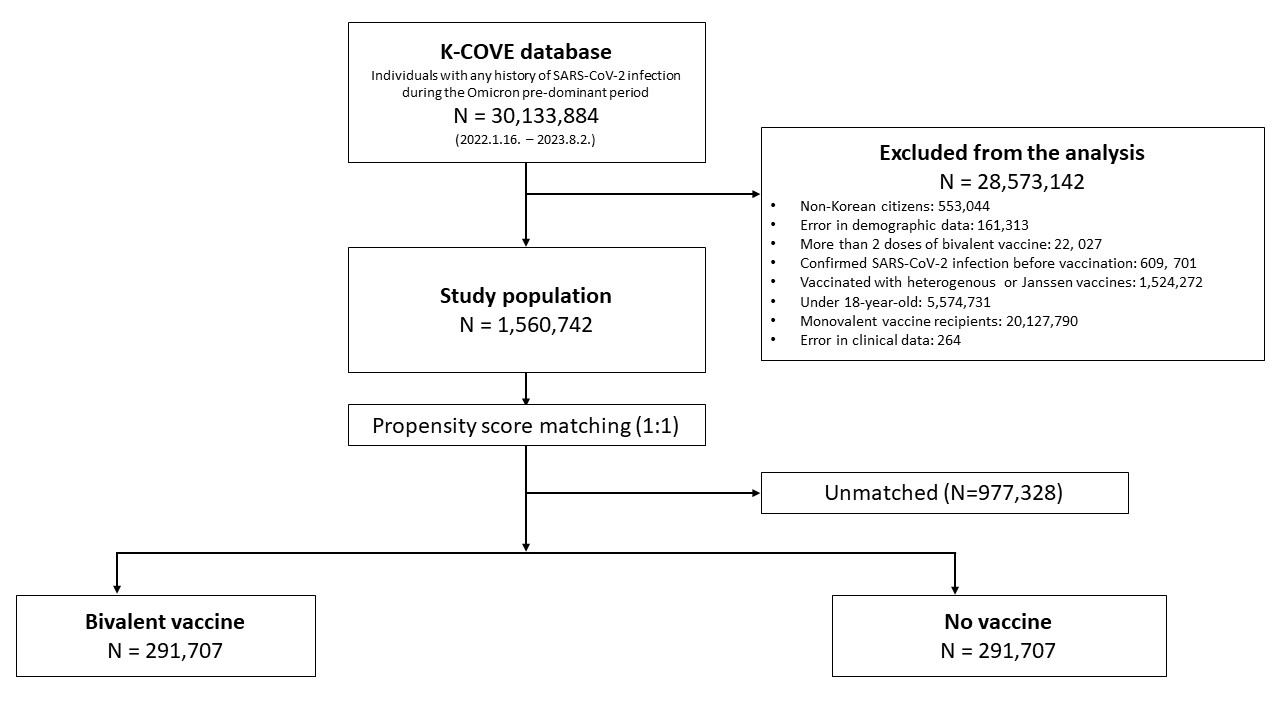 K-COVE database
Individuals with any history of SARS-CoV-2 infection
during the Omicron pre-dominant period
N = 30,133,884
(2022.1.16. – 2023.8.2.)
Excluded from the analysis
N = 28,573,142
• Non-Korean citizens: 553,044
• Error in demographic data: 161,313
• More than 2 doses of bivalent vaccine: 22, 027
• Confirmed SARS-CoV-2 infection before vaccination: 609, 701
• Vaccinated with heterogenous or Janssen vaccines: 1,524,272
• Under 18-year-old: 5,574,731
• Monovalent vaccine recipients: 20,127,790
• Error in clinical data: 264
Study population
N = 1,560,742
Propensity score matching (1:1)
Unmatched (N=977,328)
Bivalent vaccine
N = 291,707
No vaccine
N = 291,707